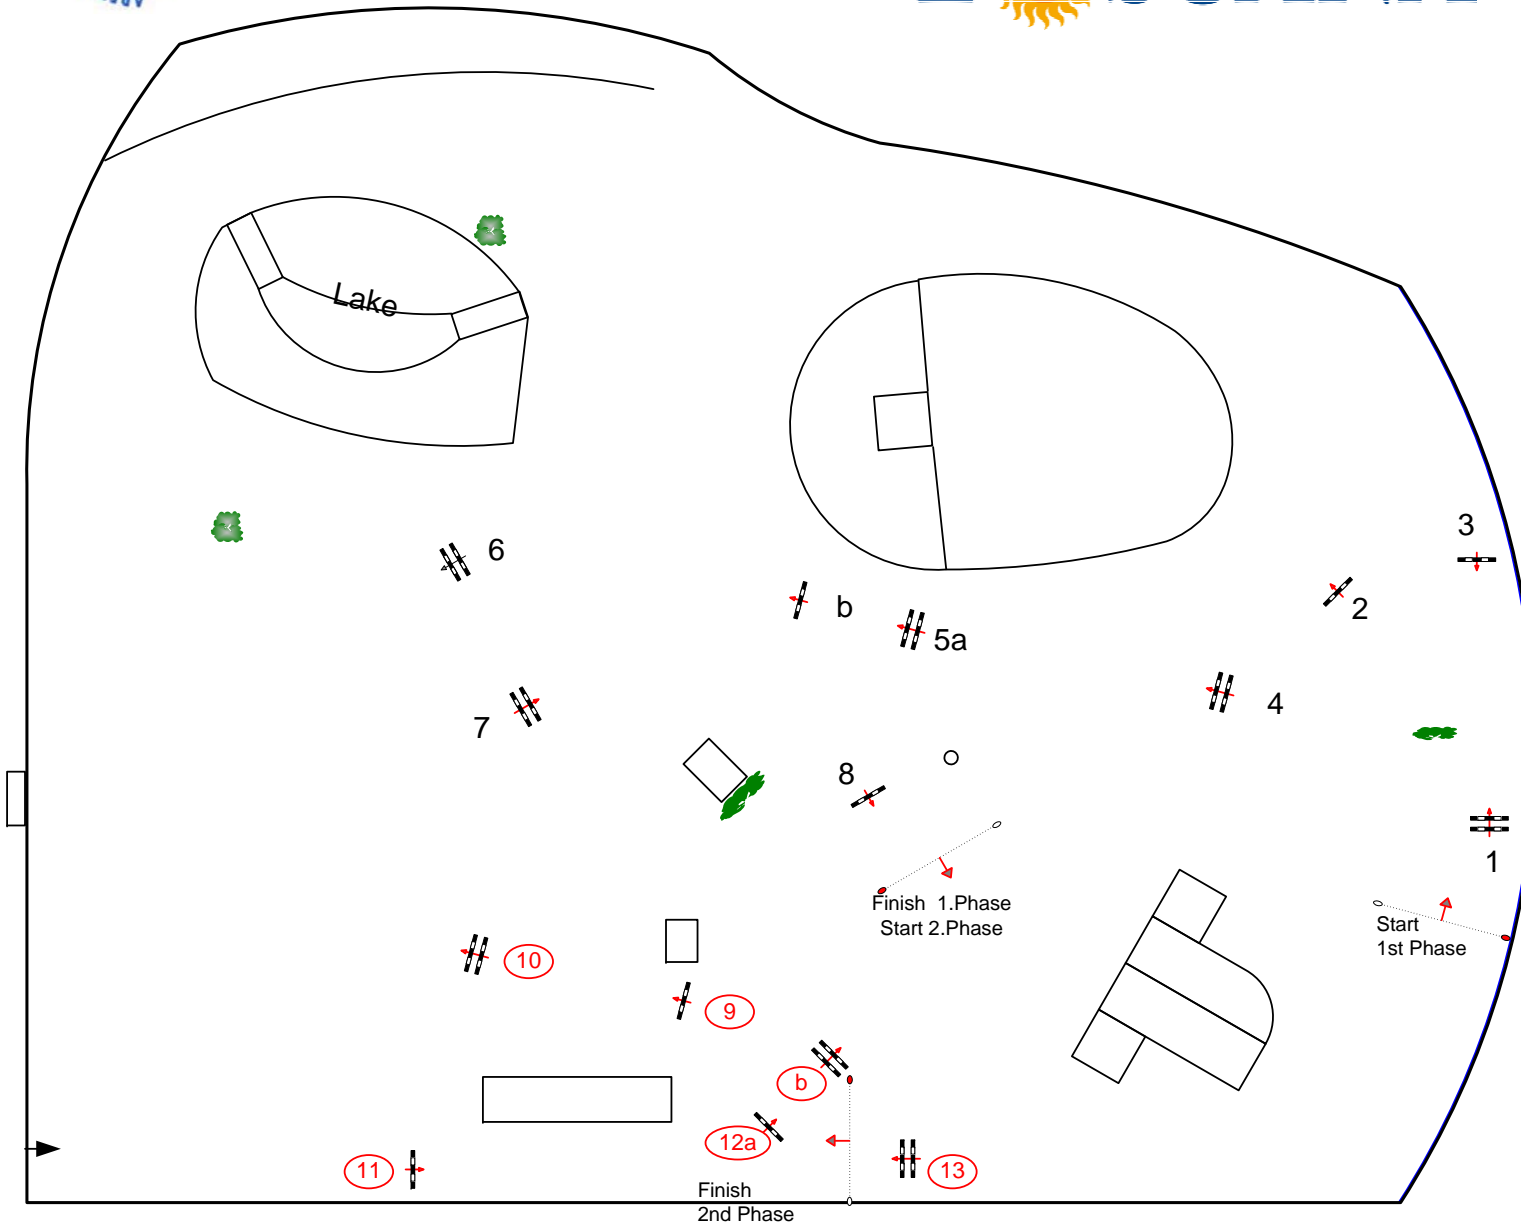 Lake
3
6
b
2
5a
4
7
8
1
Finish 1.Phase
Start 2.Phase
Start
1st Phase
10
9
b
12a
11
13
Finish
2nd Phase